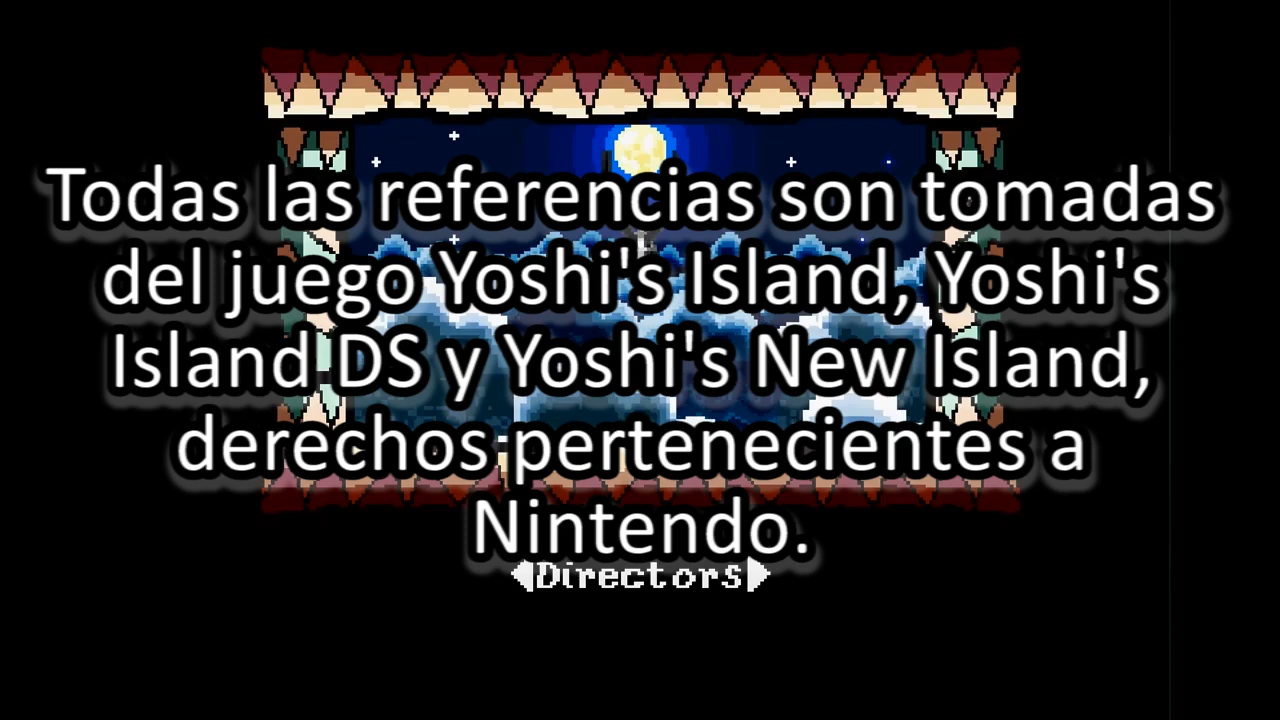 Todas las referencias son tomadas
del juego Yoshi's Island, Yoshi's
Island DS y Yoshi's New Island,
derechos pertenecientes a
Nintendo.
Directors